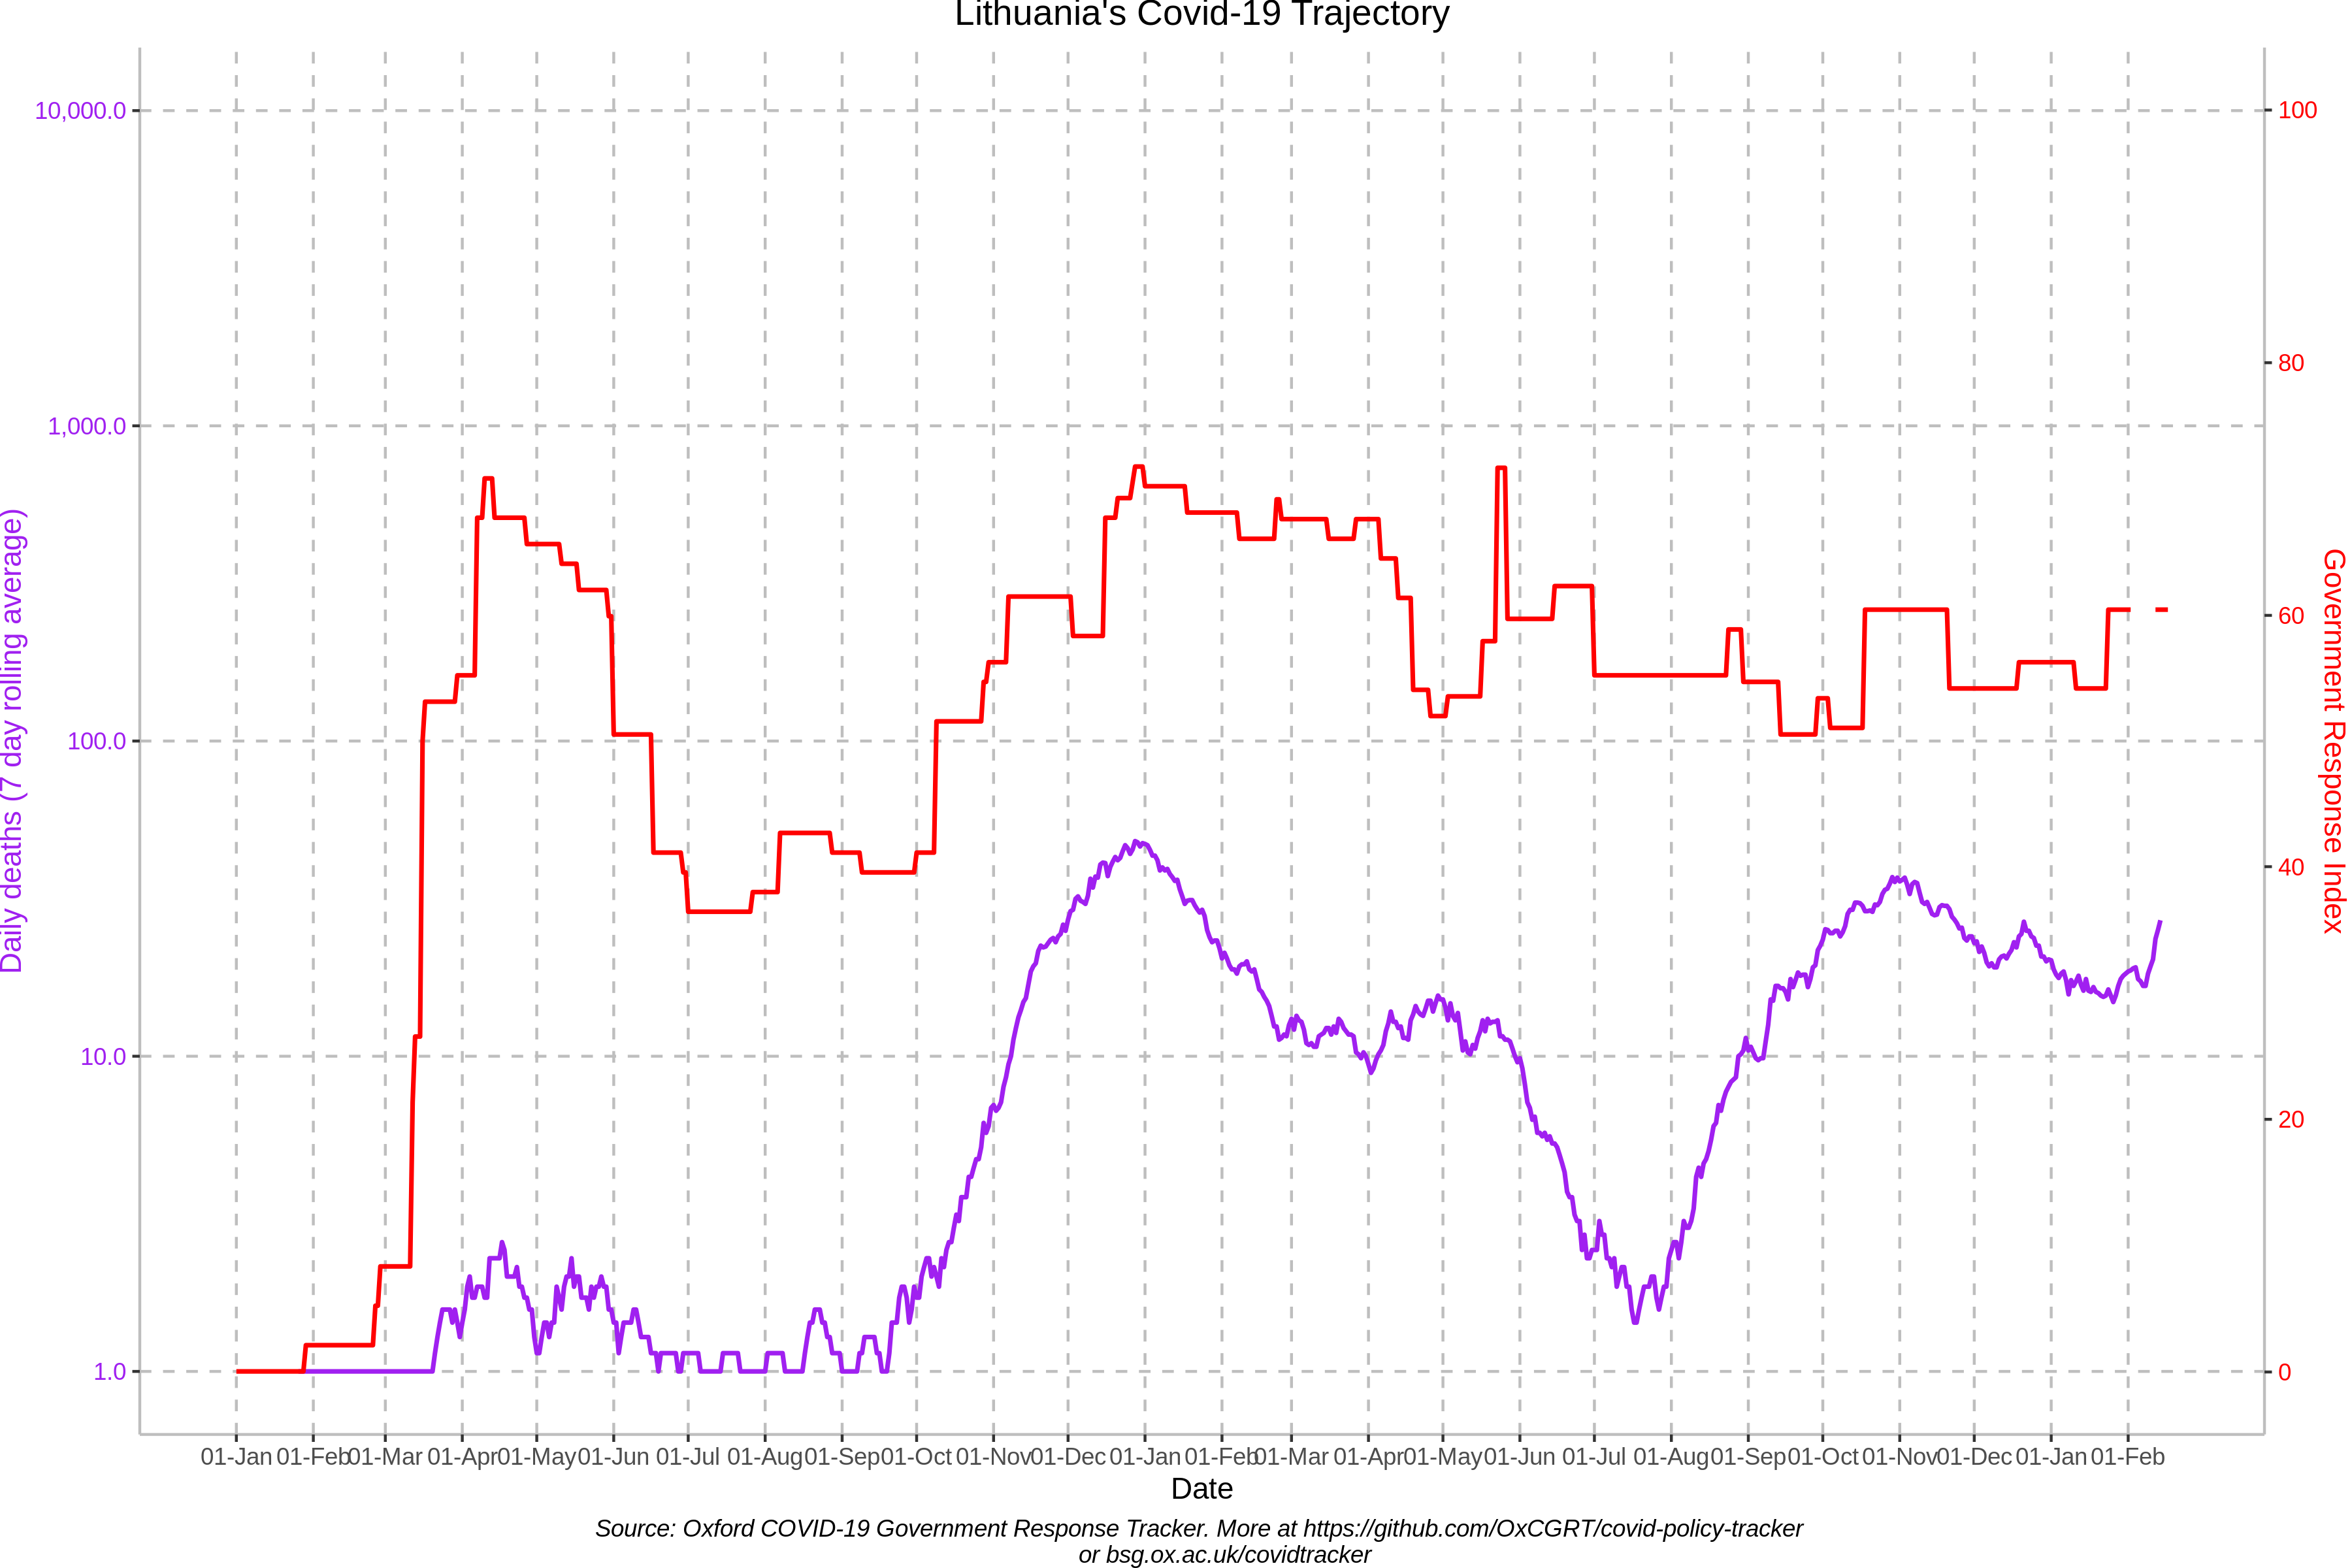 Lithuania's Covid-19 Trajectory
10,000.0
1,000.0
100.0
10.0
1.0
Daily deaths (7 day rolling average)
100
80
60
40
20
0
Government Response Index
01-Jan 01-Feb 01-Mar 01-Apr 01-May 01-Jun 01-Jul 01-Aug 01-Sep 01-Oct 01-Nov 01-Dec 01-Jan 01-Feb 01-Mar 01-Apr 01-May 01-Jun 01-Jul 01-Aug 01-Sep 01-Oct 01-Nov 01-Dec 01-Jan 01-Feb
Date
Source: Oxford COVID-19 Government Response Tracker. More at https://github.com/OxCGRT/covid-policy-tracker
or bsg.ox.ac.uk/covidtracker